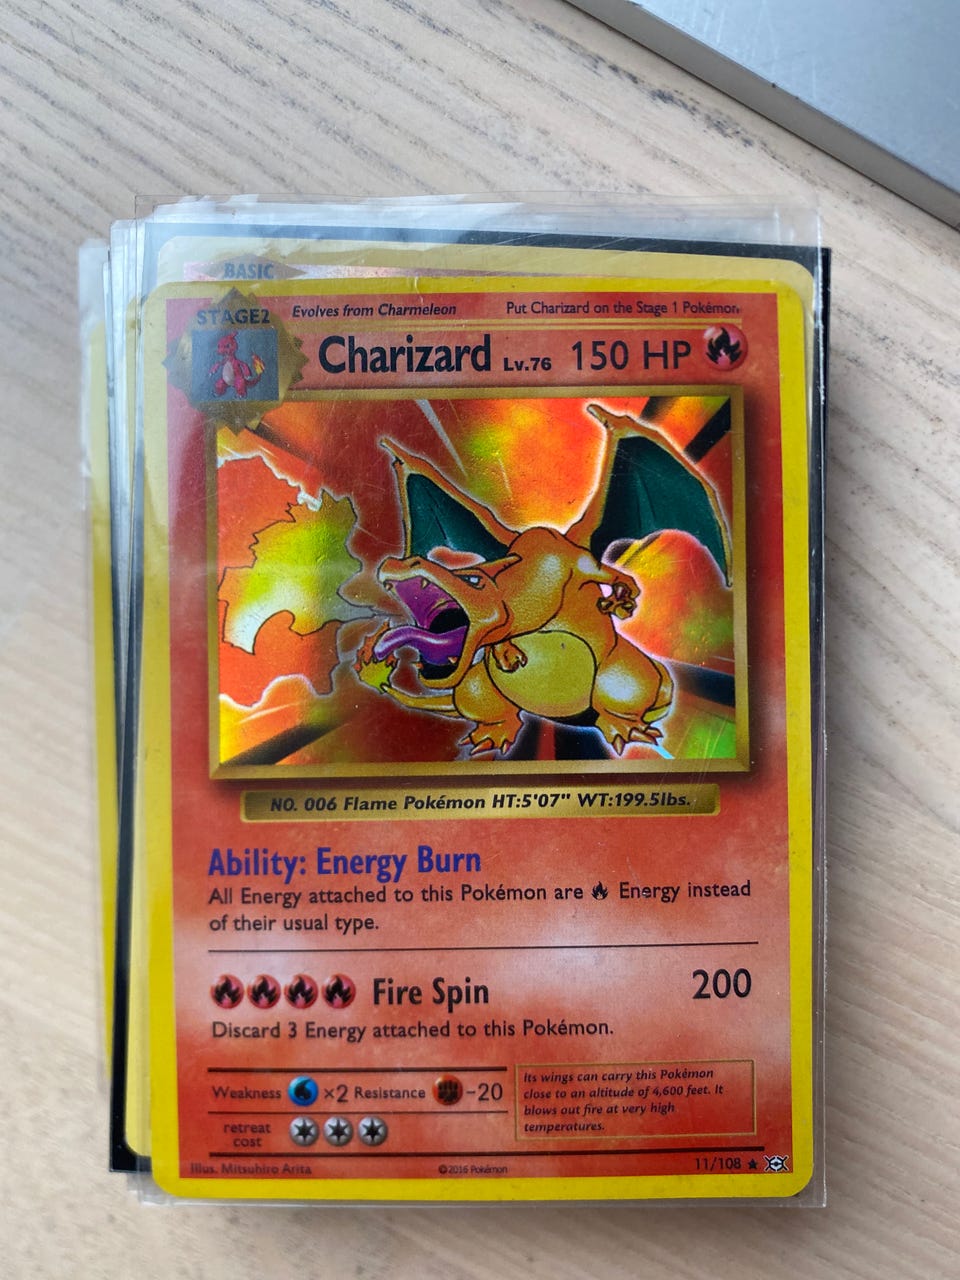 BASIC
STAGE2
Evolves from Charmeleon
Put Charizard on the Stage 1 Pokémon.
Charizard Lv.76 150 HP
NO. 006 Flame Pokémon HT:5'07" WT:199.5lbs.
Ability: Energy Burn
All Energy attached to this Pokémon are Energy instead
of their usual type.
Fire Spin 200
Discard 3 Energy attached to this Pokémon.
Weakness ×2 Resistance -20
retreat
cost
Its wings can carry this Pokémon
close to an altitude of 4,600 feet. It
blows out fire at very high
temperatures.
Illus. Mitsuhiro Arita
©2016 Pokémon
11/108 ★